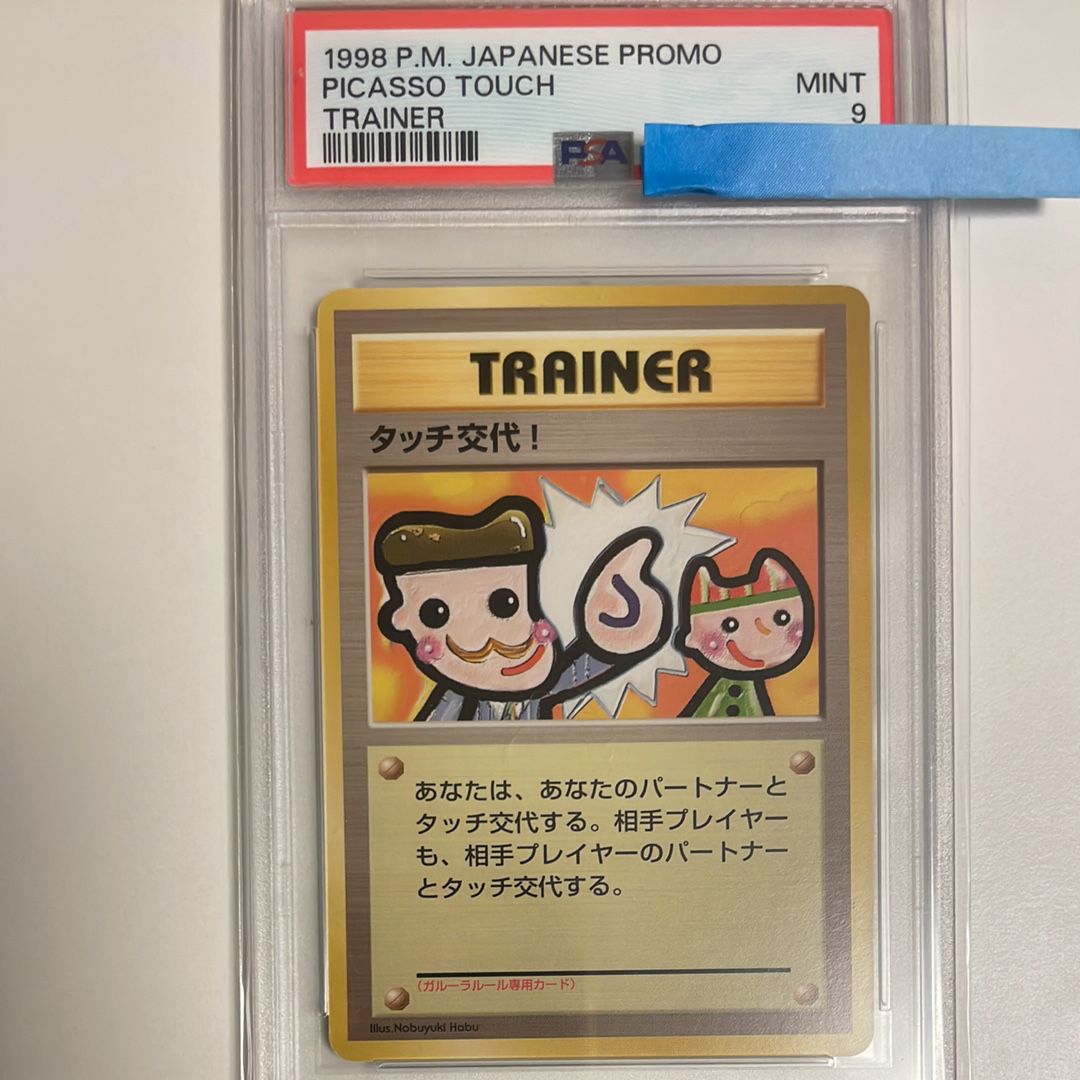 1998 P.M. JAPANESE PROMO
PICASSO TOUCH
MINT
TRAINER
9
PSA
TRAINER
タッチ交代！
あなたは、あなたのパートナーと
タッチ交代する。相手プレイヤー
も、相手プレイヤーのパートナー
とタッチ交代する。
（ガルーラルール専用カード）
Illus.Nobuyuki Habu